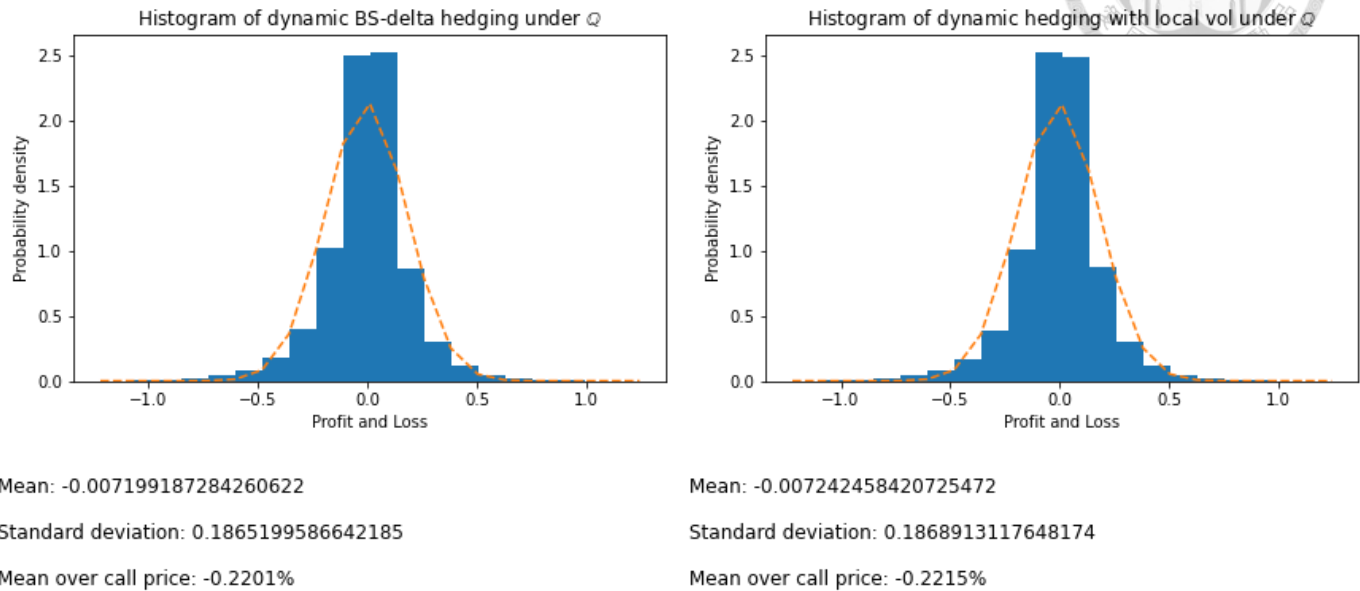 Histogram of dynamic BS-delta hedging under ℚ
2.5
2.0
1.5
1.0
0.5
0.0
Probability density
−1.0 −0.5 0.0 0.5 1.0
Profit and Loss
Mean: -0.007199187284260622
Standard deviation: 0.1865199586642185
Mean over call price: -0.2201%
Histogram of dynamic hedging with local vol under ℚ
2.5
2.0
1.5
1.0
0.5
0.0
Probability density
−1.0 −0.5 0.0 0.5 1.0
Profit and Loss
Mean: -0.007242458420725472
Standard deviation: 0.1868913117648174
Mean over call price: -0.2215%